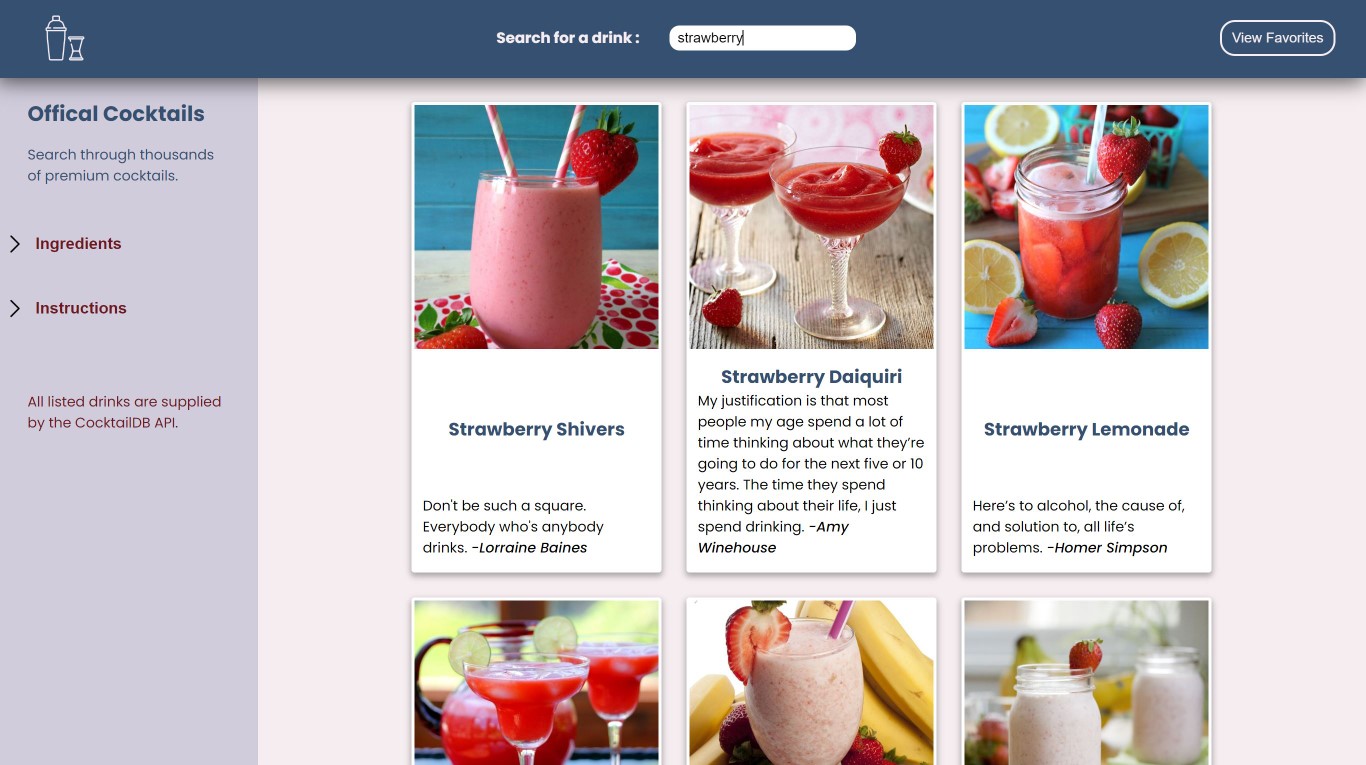 Search for a drink :
strawberry
View Favorites
Offical Cocktails
Search through thousands
of premium cocktails.
Ingredients
Instructions
All listed drinks are supplied
by the CocktailDB API.
Strawberry Shivers
Don't be such a square.
Everybody who's anybody
drinks. -Lorraine Baines
Strawberry Daiquiri
My justification is that most
people my age spend a lot of
time thinking about what they’re
going to do for the next five or 10
years. The time they spend
thinking about their life, I just
spend drinking. -Amy
Winehouse
Strawberry Lemonade
Here’s to alcohol, the cause of,
and solution to, all life’s
problems. -Homer Simpson